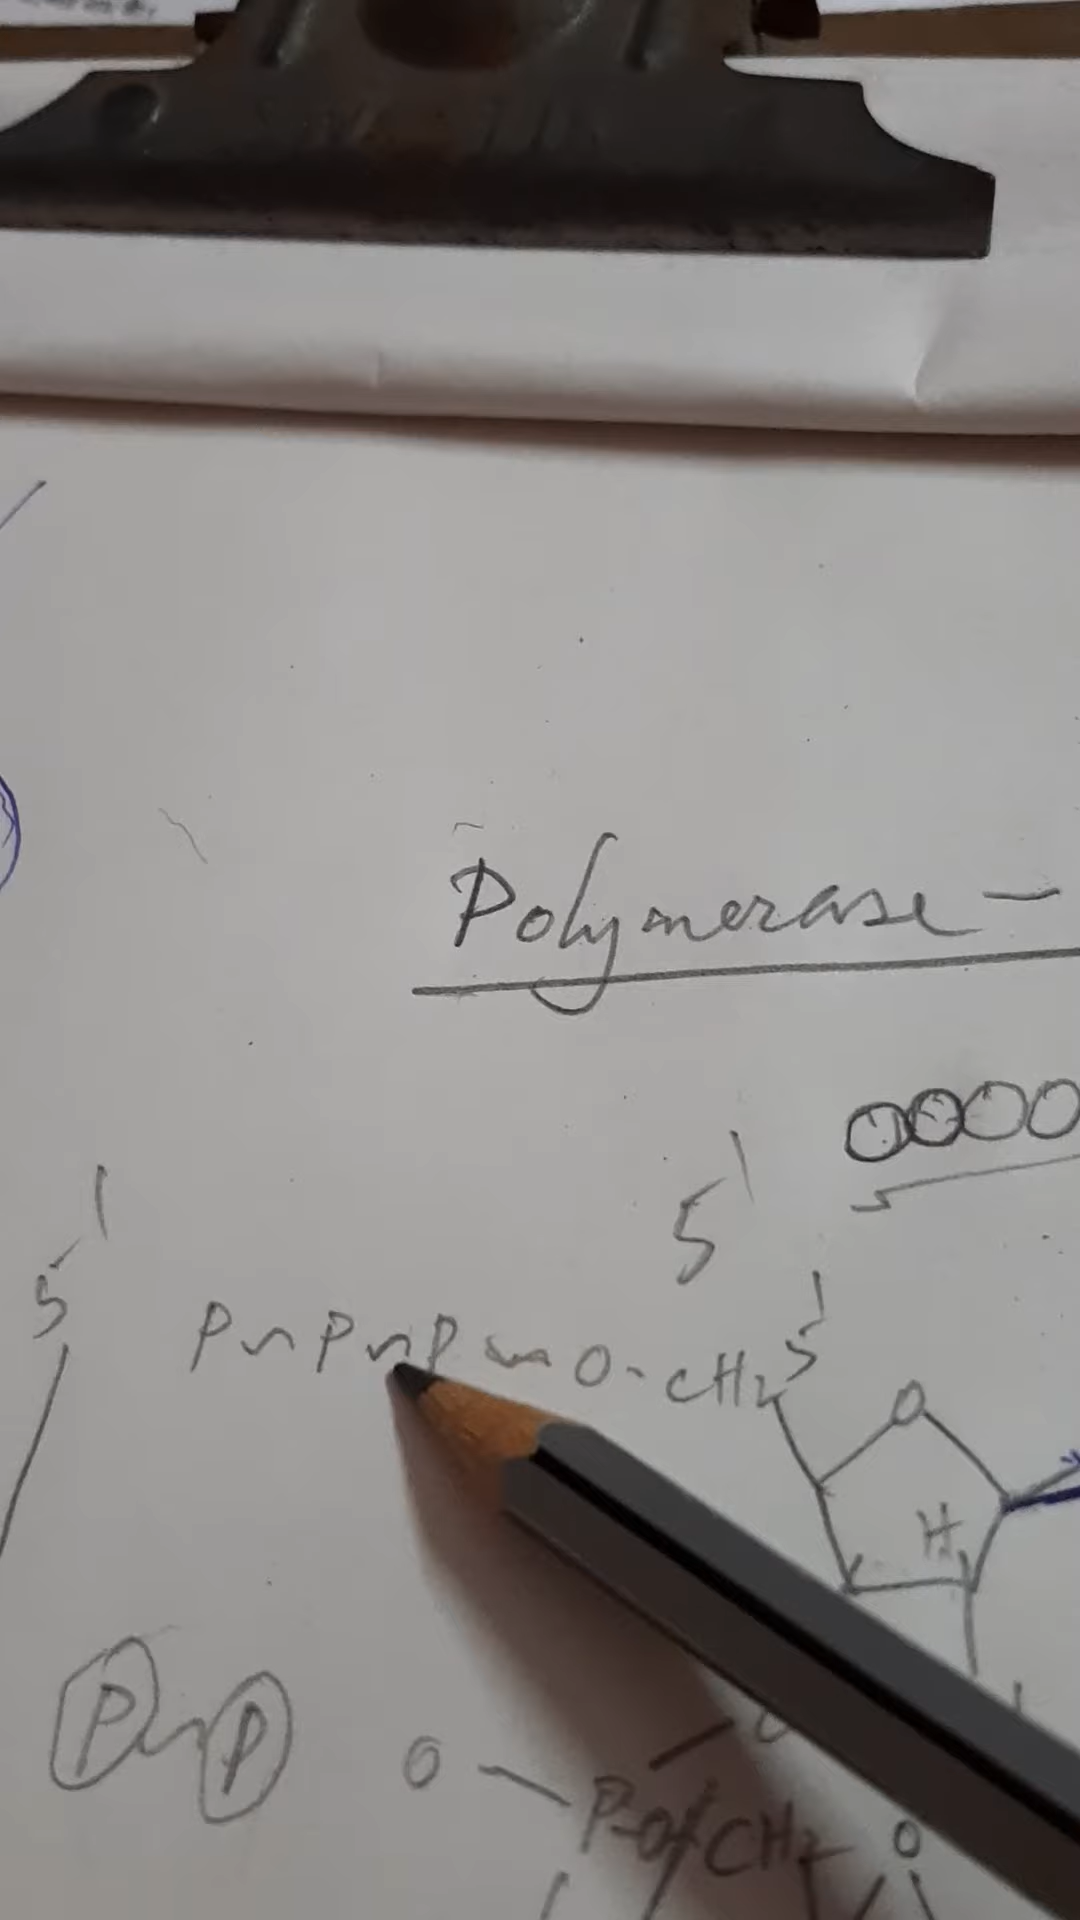 Polymerase -
5'
5'
5'
P~P~P~O-CH2
O
H
P~P
O
O
P-O CH2
O